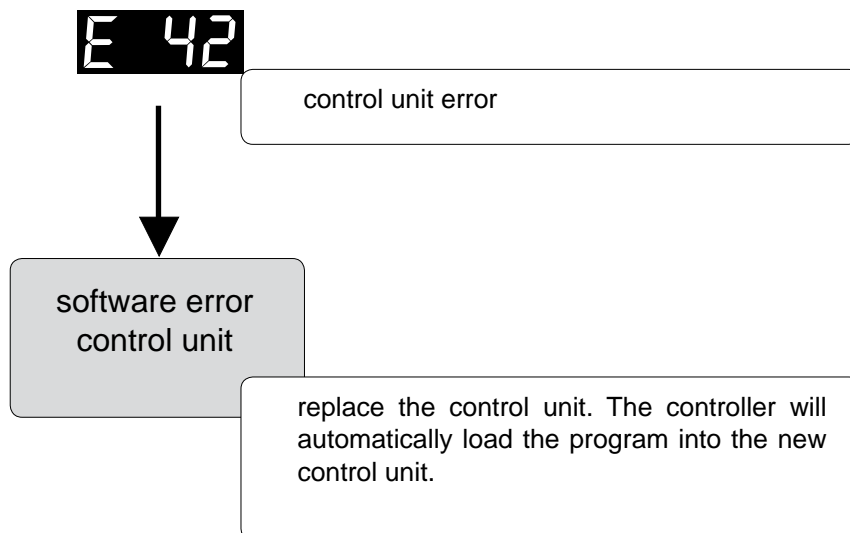 E 42
control unit error
software error
control unit
replace the control unit. The controller will
automatically load the program into the new
control unit.